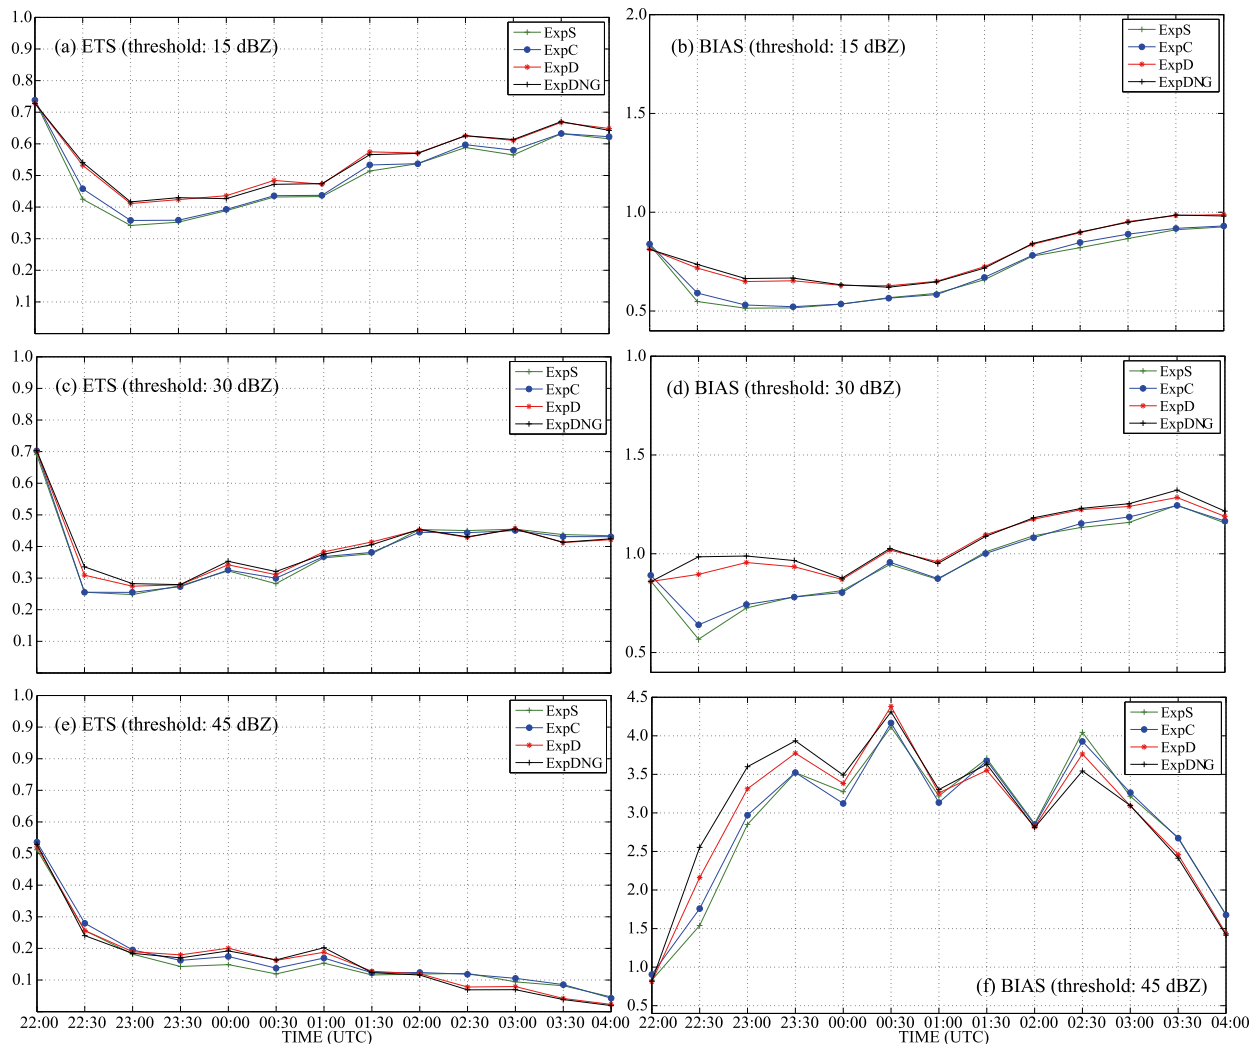 (a) ETS (threshold: 15 dBZ)
ExpS
ExpC
ExpD
ExpDNG
1.0
0.9
0.8
0.7
0.6
0.5
0.4
0.3
0.2
).1
(b) BIAS (threshold: 15 dBZ)
ExpS
ExpC
ExpD
ExpDNG
2.0
1.5
1.0
0.5
(c) ETS (threshold: 30 dBZ)
ExpS
ExpC
ExpD
ExpDNG
1.0
0.9
0.8
0.7
0.6
0.5
0.4
0.3
0.2
0.1
(d) BIAS (threshold: 30 dBZ)
ExpS
ExpC
ExpD
ExpDNG
1.0
1.5
1.0
0.5
(e) ETS (threshold: 45 dBZ)
ExpS
ExpC
ExpD
ExpDNG
1.0
0.9
0.8
0.7
0.6
0.5
0.4
0.3
0.2
0.1
22:00 22:30 23:00 23:30 00:00 00:30 01:00 01:30 02:00 02:30 03:00 03:30 04:00
TIME (UTC)
ExpS
ExpC
ExpD
ExpDNG
4.5
4.0
3.5
3.0
2.5
2.0
1.5
1.0
0.5
(f) BIAS (threshold: 45 dBZ)
22:00 22:30 23:00 23:30 00:00 00:30 01:00 01:30 02:00 02:30 03:00 03:30 04:00
TIME (UTC)